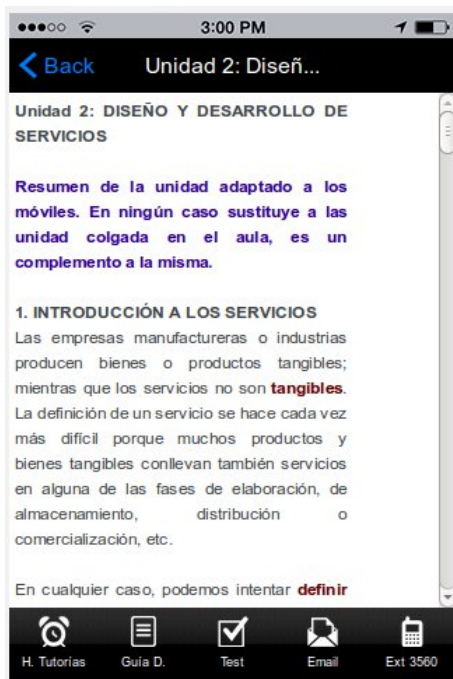 3:00 PM
Back
Unidad 2: Diseñ...
Unidad 2: DISEÑO Y DESARROLLO DE
SERVICIOS
Resumen de la unidad adaptado a los
móviles. En ningún caso sustituye a las
unidad colgada en el aula, es un
complemento a la misma.
1. INTRODUCCIÓN A LOS SERVICIOS
Las empresas manufactureras o industrias
producen bienes o productos tangibles;
mientras que los servicios no son tangibles.
La definición de un servicio se hace cada vez
más difícil porque muchos productos y
bienes tangibles conllevan también servicios
en alguna de las fases de elaboración, de
almacenamiento, distribución o
comercialización, etc.
En cualquier caso, podemos intentar definir
H. Tutorias
Guía D.
Test
Email
Ext 3560